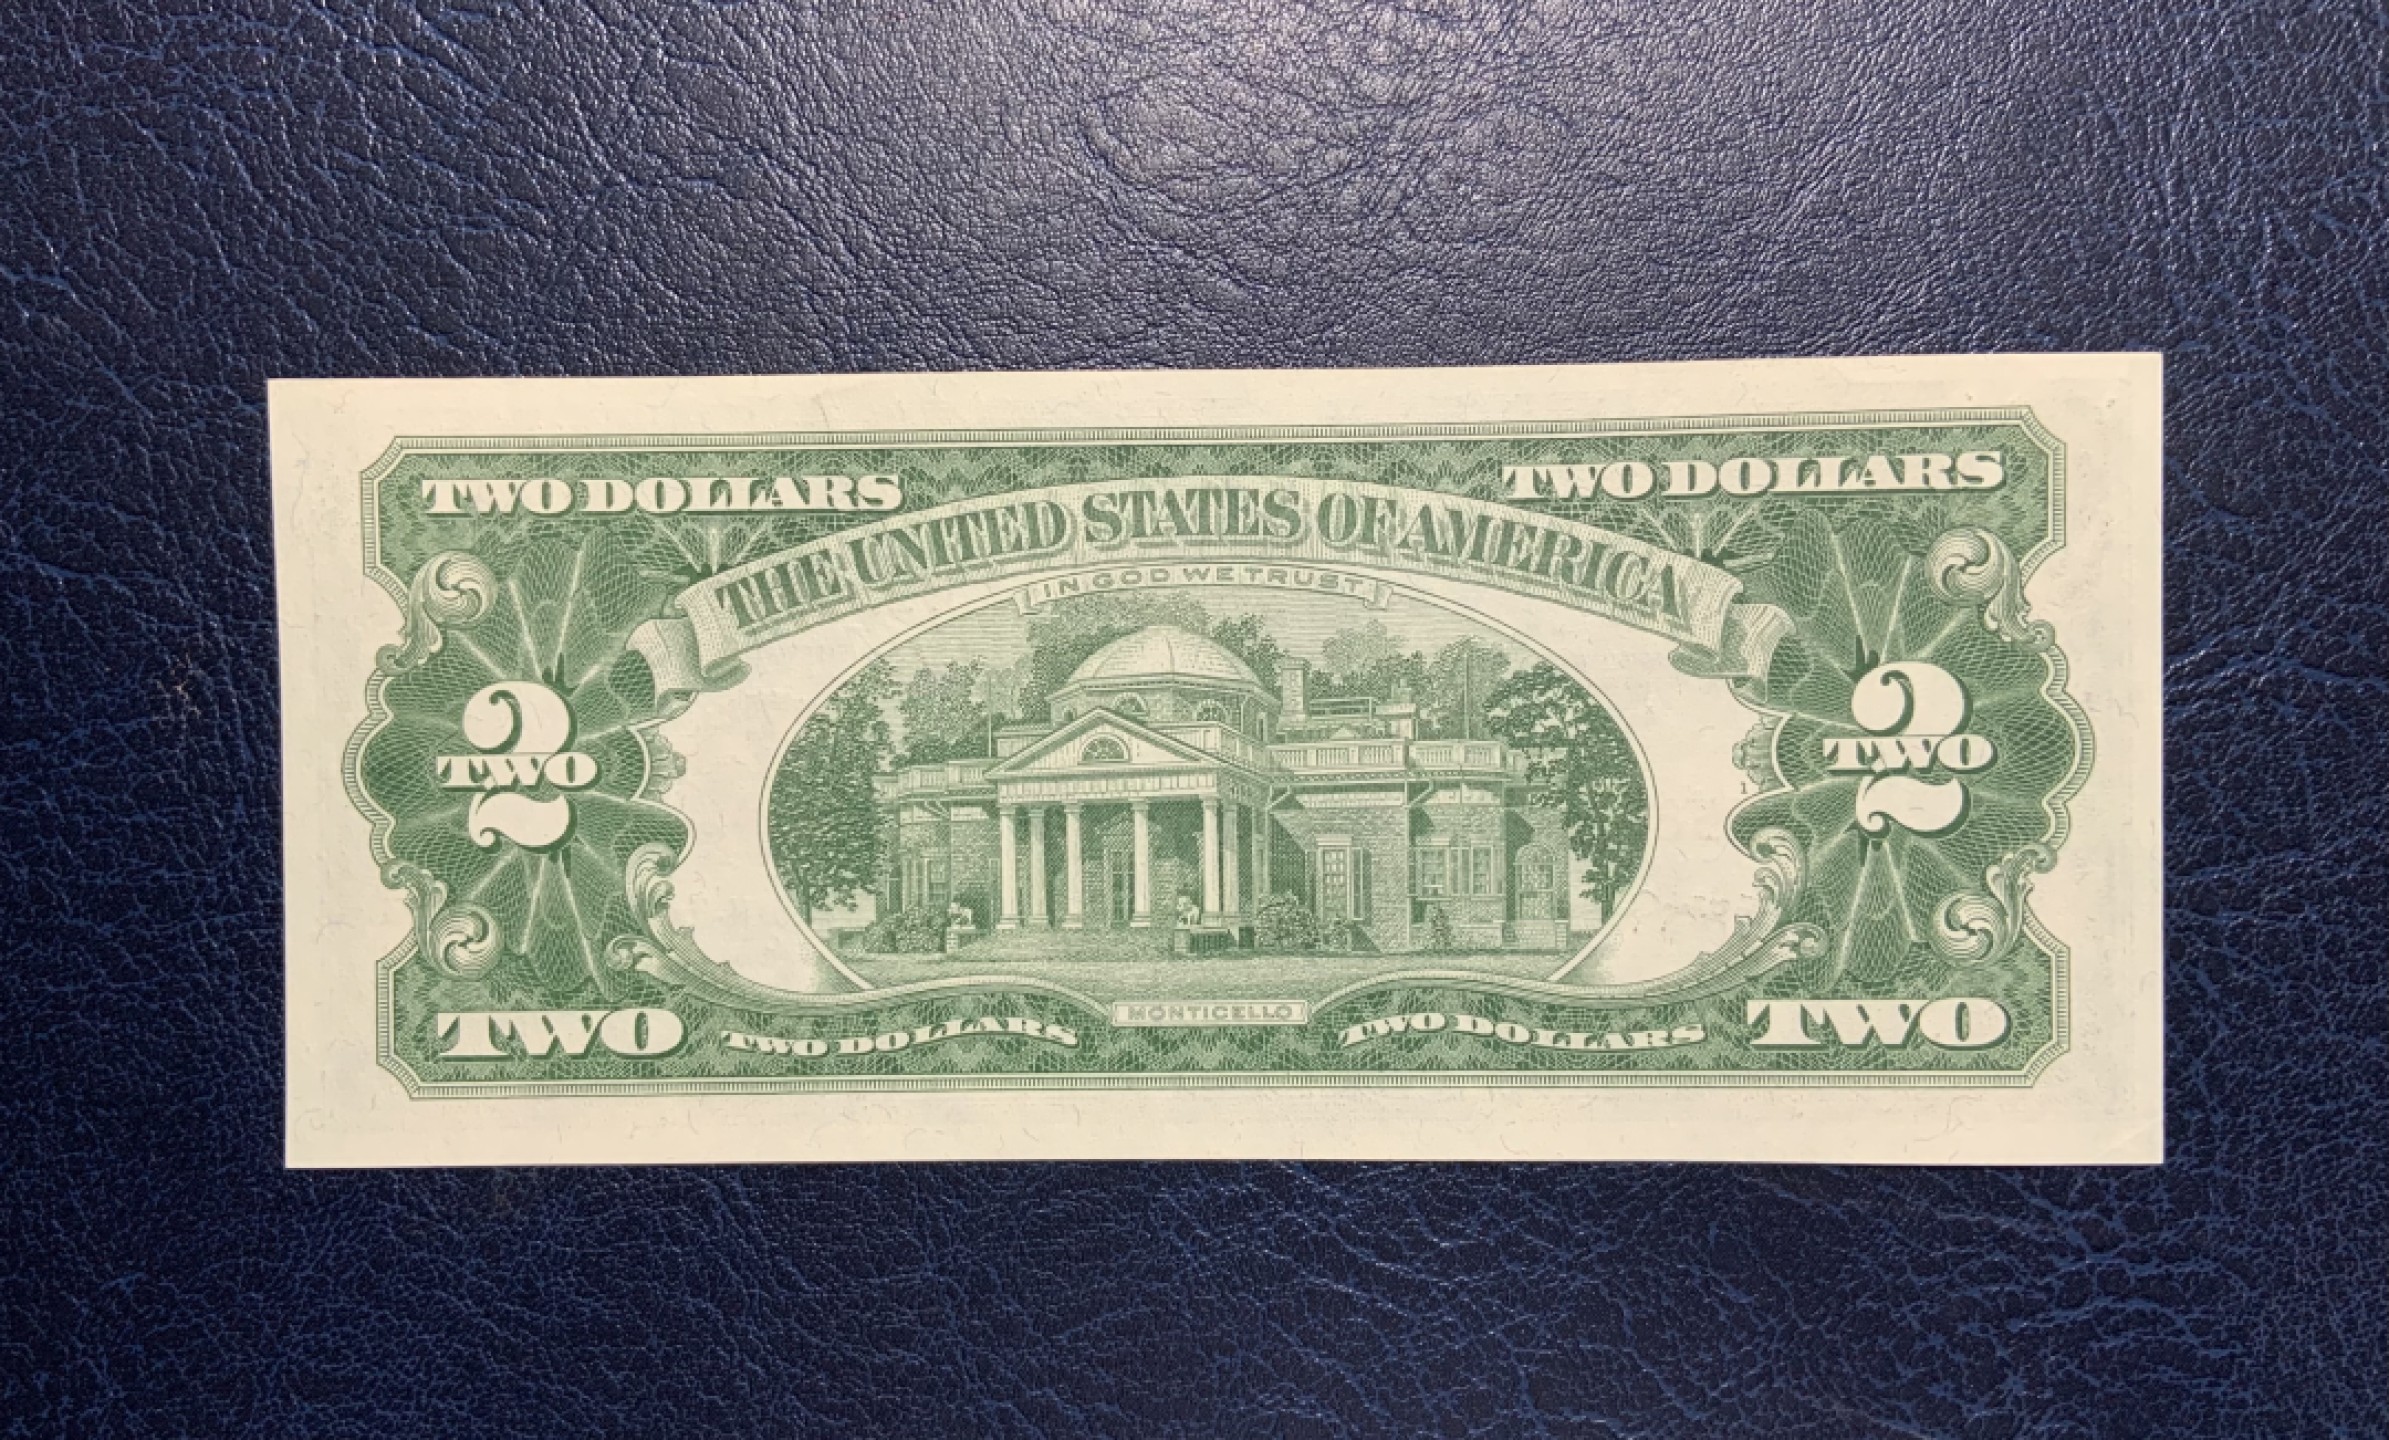 TWO DOLLARS
TWO DOLLARS
THE UNITED STATES OF AMERICA
IN GOD WE TRUST
2
TWO
2
TWO
1
MONTICELLO
TWO
TWO DOLLARS
TWO DOLLARS
TWO